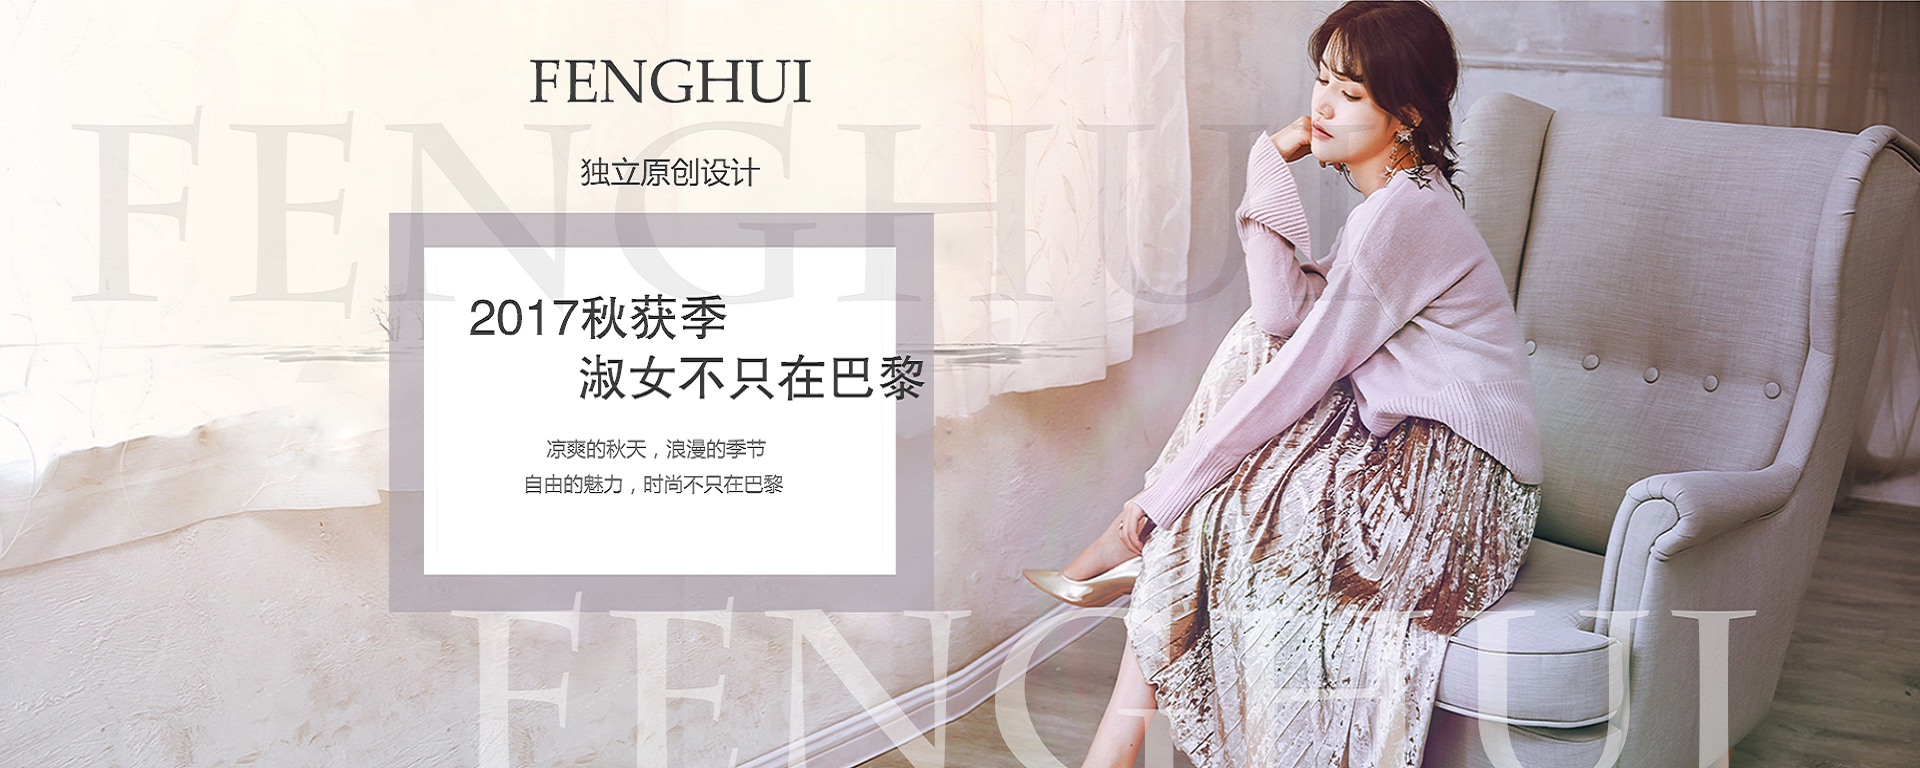 FENGHUI
FENGHUI
独立原创设计
2017秋获季
淑女不只在巴黎
凉爽的秋天，浪漫的季节
自由的魅力，时尚不只在巴黎
FENGHUI